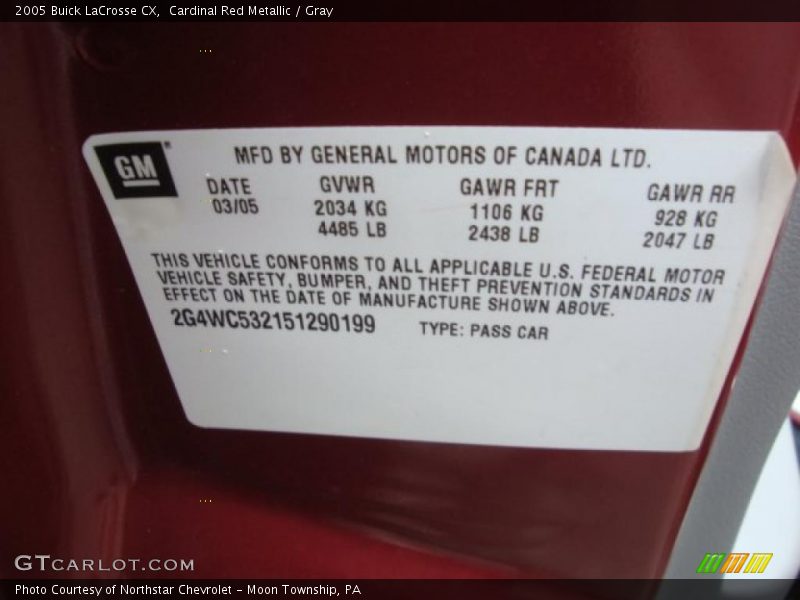 2005 Buick LaCrosse CX, Cardinal Red Metallic / Gray
GM
MFD BY GENERAL MOTORS OF CANADA LTD.
DATE GVWR GAWR FRT GAWR RR
03/05 2034 KG 1106 KG 928 KG
4485 LB 2438 LB 2047 LB
THIS VEHICLE CONFORMS TO ALL APPLICABLE U.S. FEDERAL MOTOR
VEHICLE SAFETY, BUMPER, AND THEFT PREVENTION STANDARDS IN
EFFECT ON THE DATE OF MANUFACTURE SHOWN ABOVE.
2G4WC532151290199 TYPE: PASS CAR
GTCARLOT.COM
Photo Courtesy of Northstar Chevrolet - Moon Township, PA